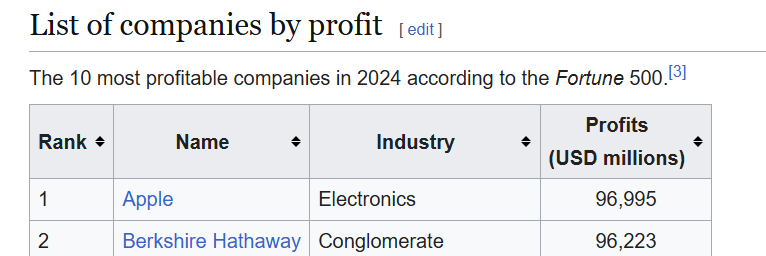 List of companies by profit [ edit ]
The 10 most profitable companies in 2024 according to the Fortune 500.[3]
Rank Name Industry Profits (USD millions)
1 Apple Electronics 96,995
2 Berkshire Hathaway Conglomerate 96,223